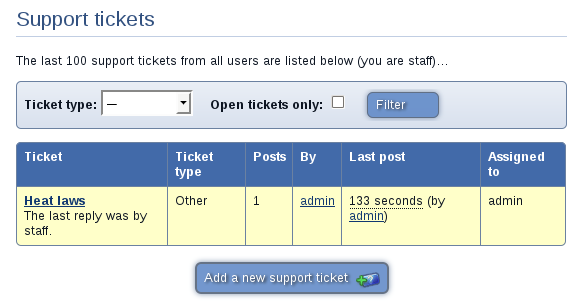 Support tickets
The last 100 support tickets from all users are listed below (you are staff)...
Ticket type: — Open tickets only: Filter
Ticket Ticket type Posts By Last post Assigned to
Heat laws
The last reply was by staff. Other 1 admin 133 seconds (by admin) admin
Add a new support ticket